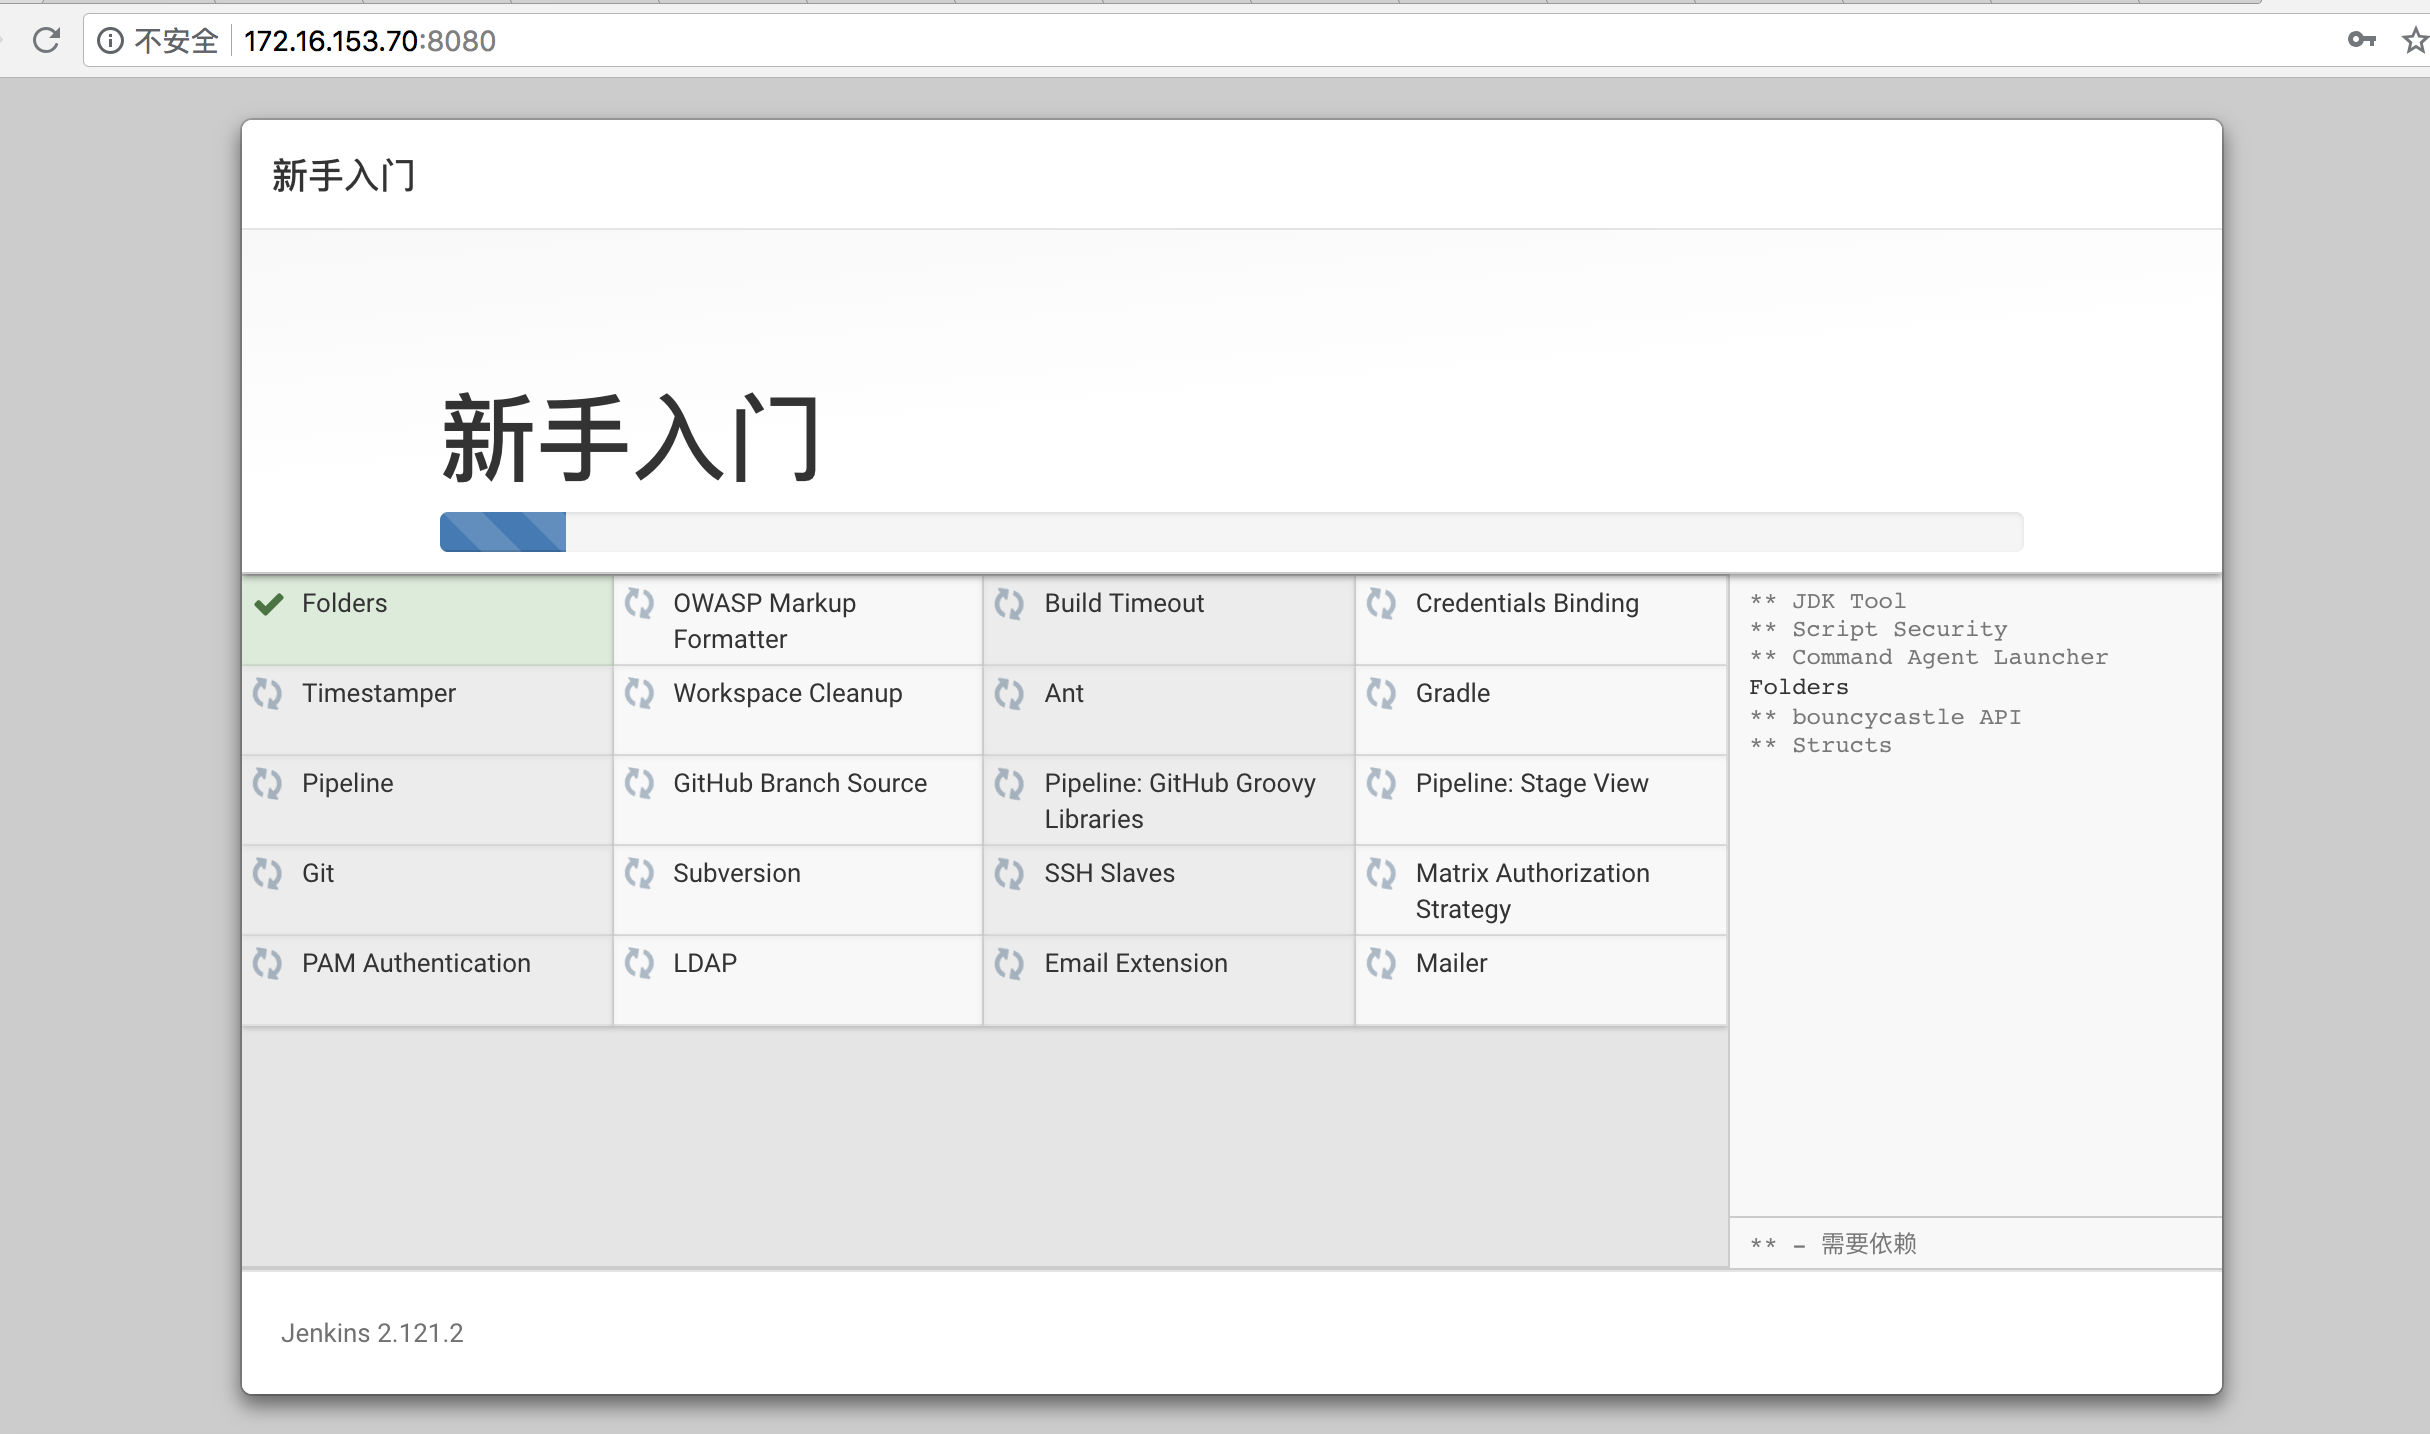 不安全 172.16.153.70:8080
新手入门
新手入门
Folders
OWASP Markup
Formatter
Build Timeout
Credentials Binding
Timestamper
Workspace Cleanup
Ant
Gradle
Pipeline
GitHub Branch Source
Pipeline: GitHub Groovy
Libraries
Pipeline: Stage View
Git
Subversion
SSH Slaves
Matrix Authorization
Strategy
PAM Authentication
LDAP
Email Extension
Mailer
** JDK Tool
** Script Security
** Command Agent Launcher
Folders
** bouncycastle API
** Structs
** – 需要依赖
Jenkins 2.121.2